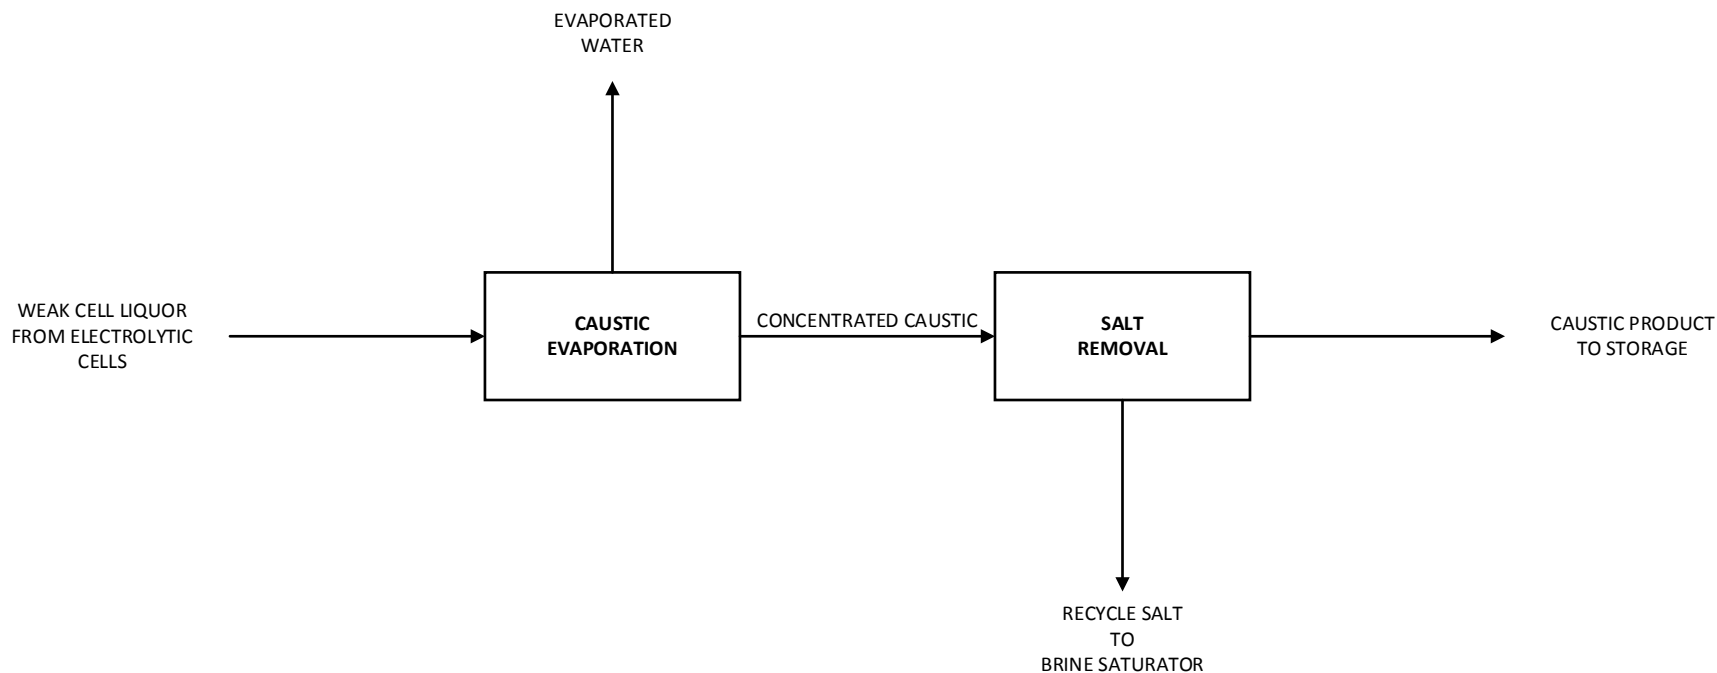 EVAPORATED
WATER
WEAK CELL LIQUOR
FROM ELECTROLYTIC
CELLS
CAUSTIC
EVAPORATION
CONCENTRATED CAUSTIC
SALT
REMOVAL
CAUSTIC PRODUCT
TO STORAGE
RECYCLE SALT
TO
BRINE SATURATOR